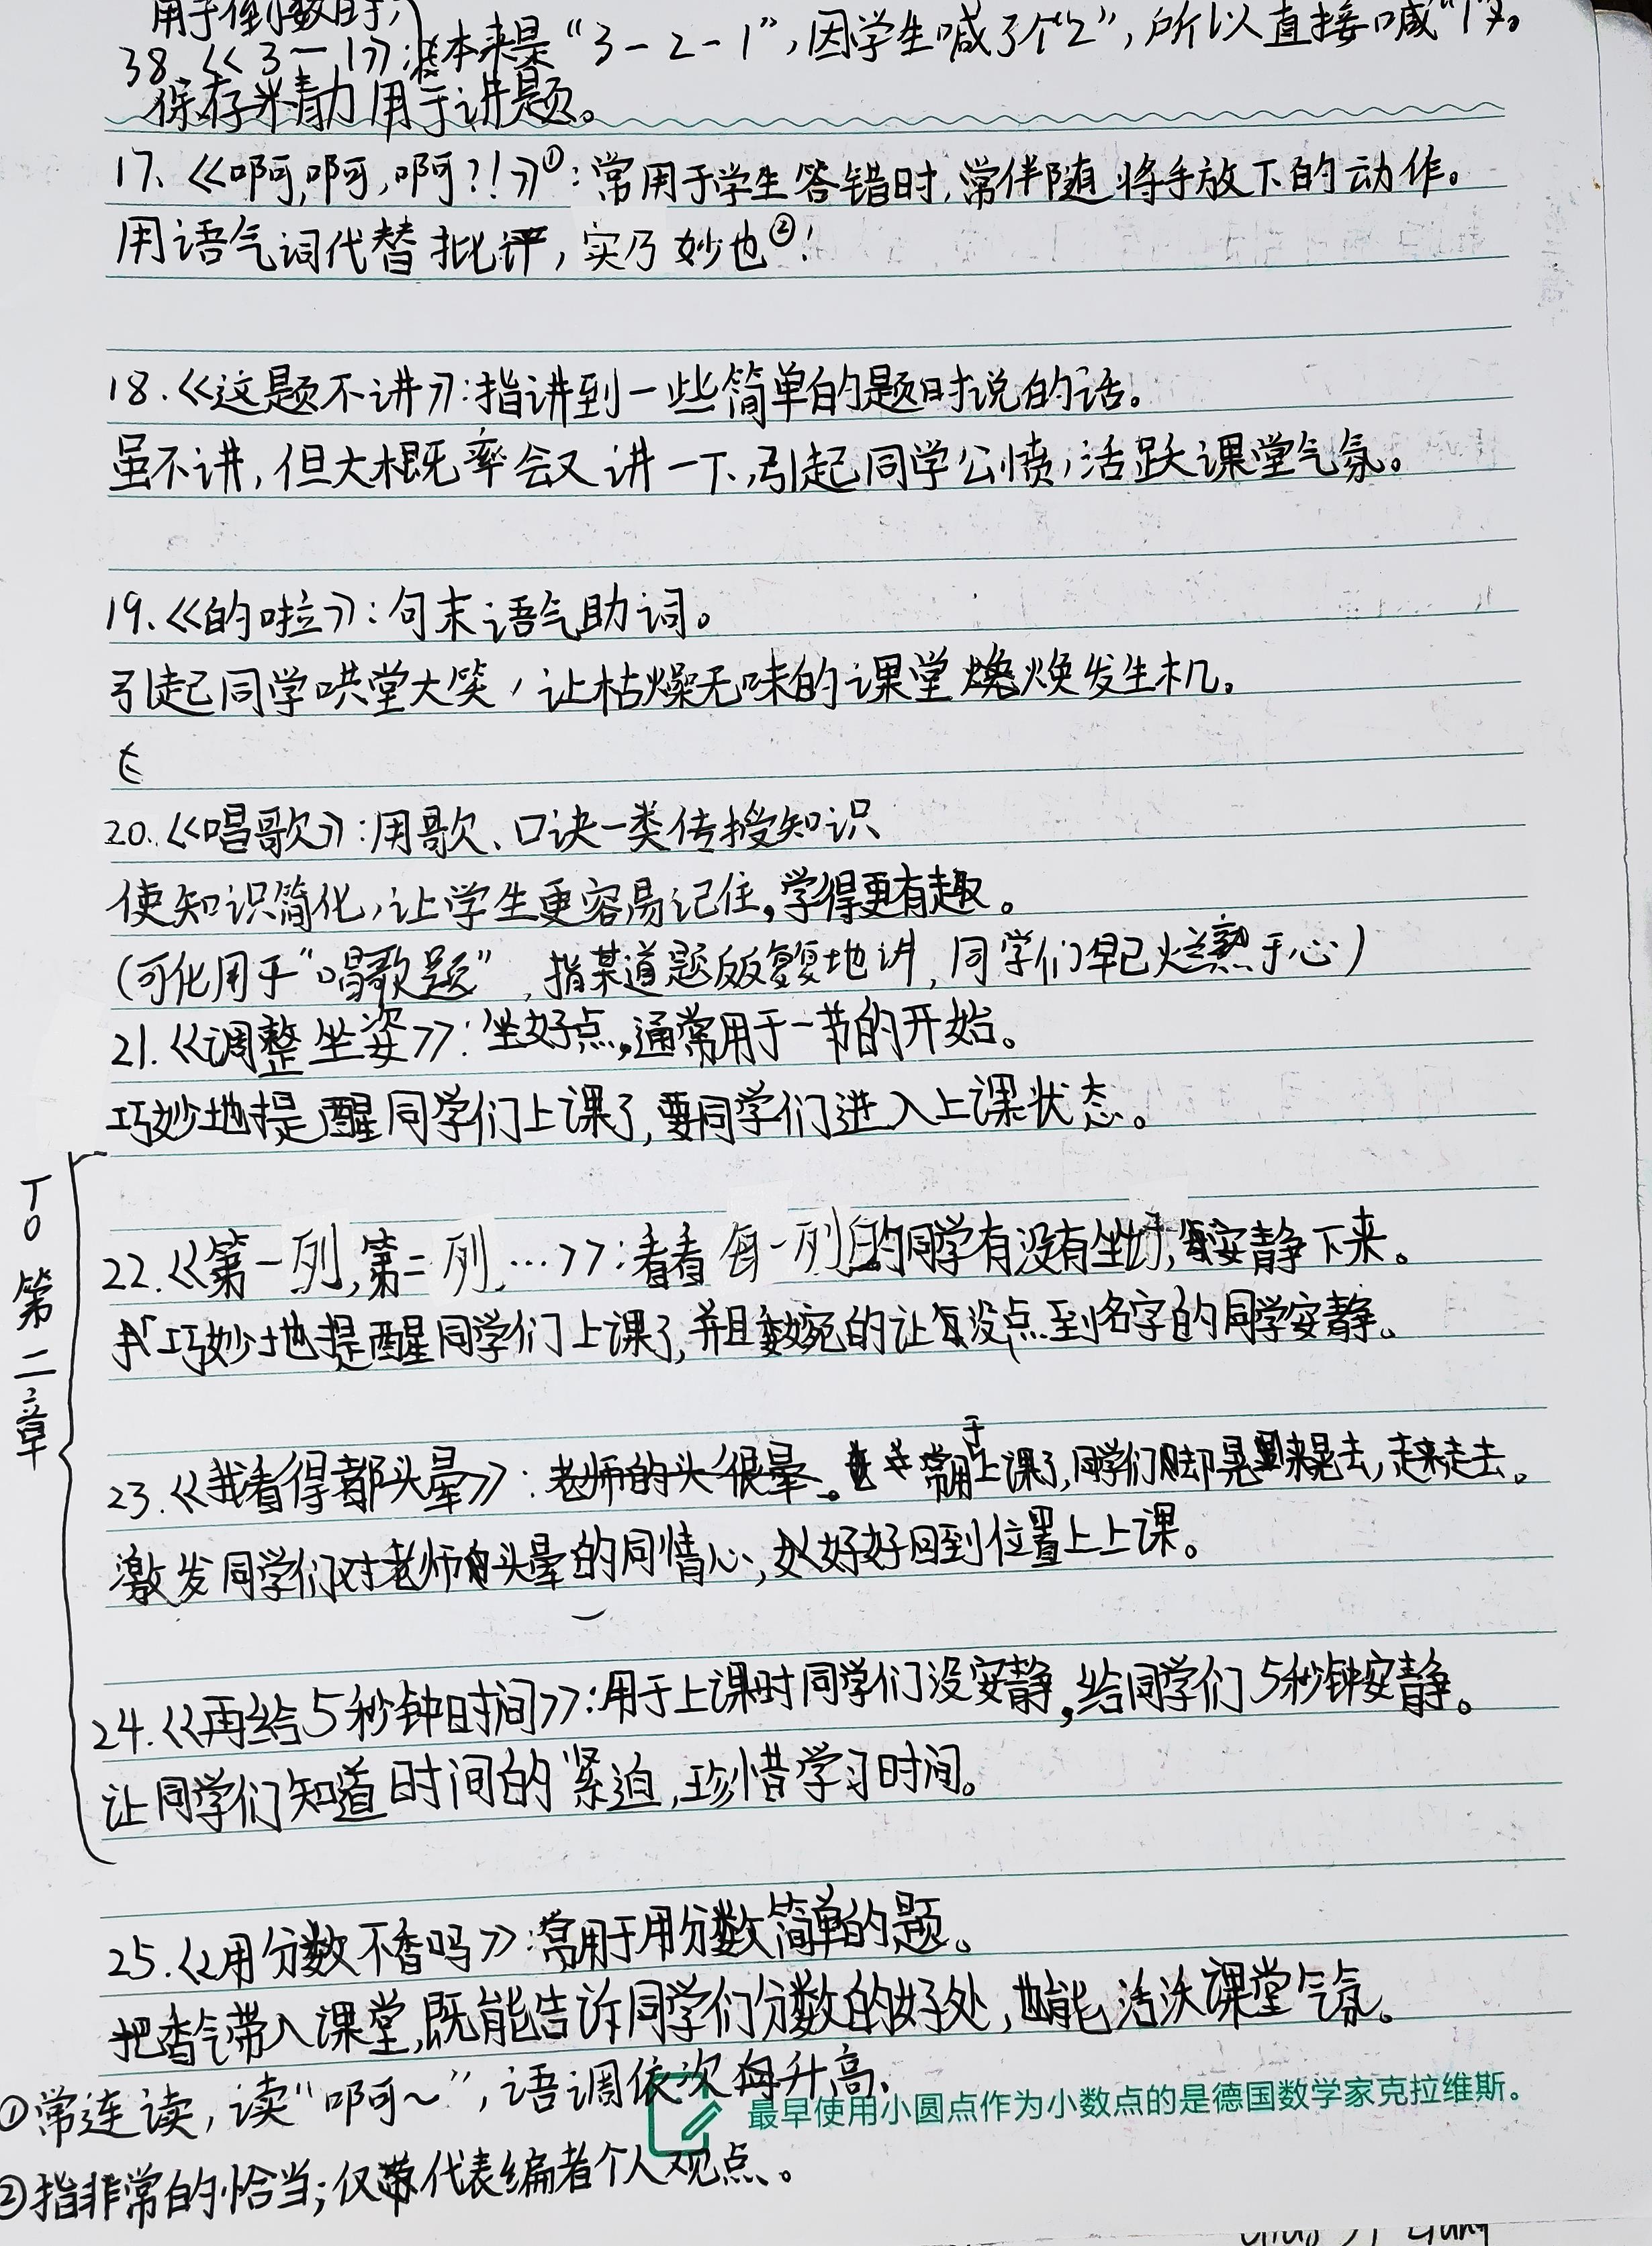 用于倒数时,
38.《3—1》:本来是“3-2-1”,因学生喊了个“2”,所以直接喊“1”。
保存精力用于讲题。
17、《啊,啊,啊?!》①:常用于学生答错时,常伴随将手放下的动作。
用语气词代替批评,实乃妙也②!
18.《这题不讲》:指讲到一些简单的题时说的话。
虽不讲,但大概率会又讲一下,引起同学公愤,活跃课堂气氛。
19、《的啦》:句末语气助词。
引起同学哄堂大笑,让枯燥无味的课堂焕发生机。
20.《唱歌》:用歌、口诀一类传授知识
使知识简化,让学生更容易记住,学得更有趣。
(可化用于“唱歌题”,指某道题反反复复地讲,同学们早已烂熟于心)
21.《调整坐姿》:坐好点,通常用于一节的开始。
巧妙地提醒同学们上课了,要同学们进入上课状态。
TO 第二章
22.《第一列,第二列,…》:看看每一列的同学有没有坐好,安静下来。
巧妙地提醒同学们上课了,并且委婉的让没点到名字的同学安静。
23.《我看得都头晕》:老师的头很晕。常用于上课了,同学们脚晃来晃去,走来走去。
激发同学们对老师头晕的同情心,好好回到位置上上课。
24.《再给5秒钟时间》:用于上课时同学们没安静,给同学们5秒钟安静。
让同学们知道时间的紧迫,珍惜学习时间。
25.《用分数不香吗》:常用于用分数简单的题。
把香气带入课堂,既能告诉同学们分数的好处,也能活沃课堂气氛。
①常连读,读“啊~”,语调依次升高.
最早使用小圆点作为小数点的是德国数学家克拉维斯。
②指非常的恰当;仅代表编者个人观点。